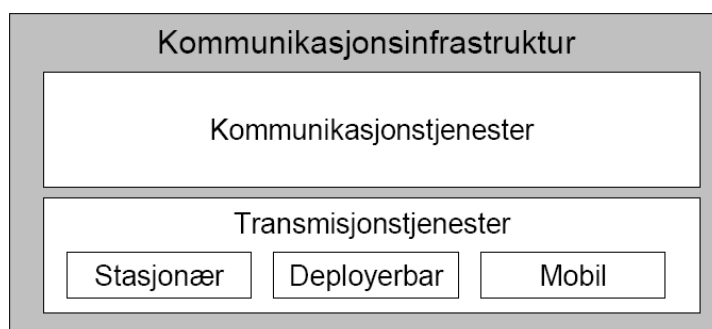 Kommunikasjonsinfrastruktur
Kommunikasjonstjenester
Transmisjonstjenester
Stasjonær
Deployerbar
Mobil